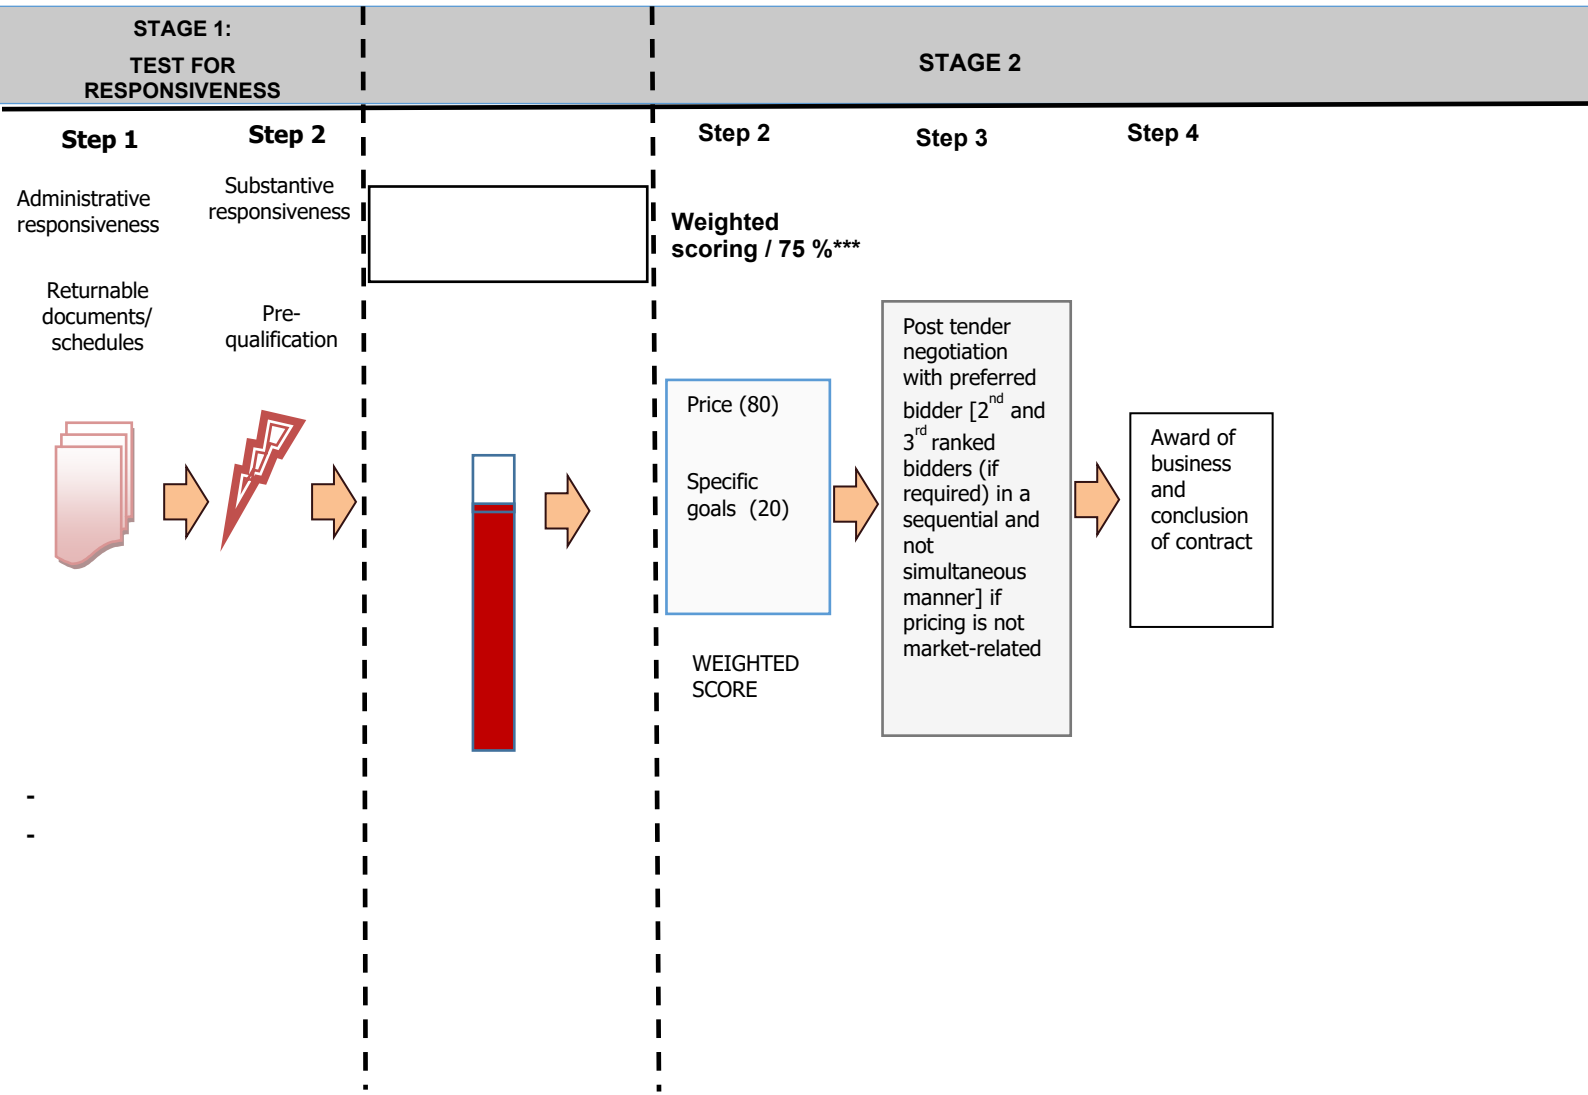 STAGE 1:
TEST FOR
RESPONSIVENESS
STAGE 2
Step 1
Step 2
Step 2
Step 3
Step 4
Administrative
responsiveness
Substantive
responsiveness
Weighted
scoring / 75 %***
Returnable
documents/
schedules
Pre-
qualification
Price (80)
Specific
goals (20)
WEIGHTED
SCORE
Post tender
negotiation
with preferred
bidder [2nd and
3rd ranked
bidders (if
required) in a
sequential and
not
simultaneous
manner] if
pricing is not
market-related
Award of
business
and
conclusion
of contract
-
-